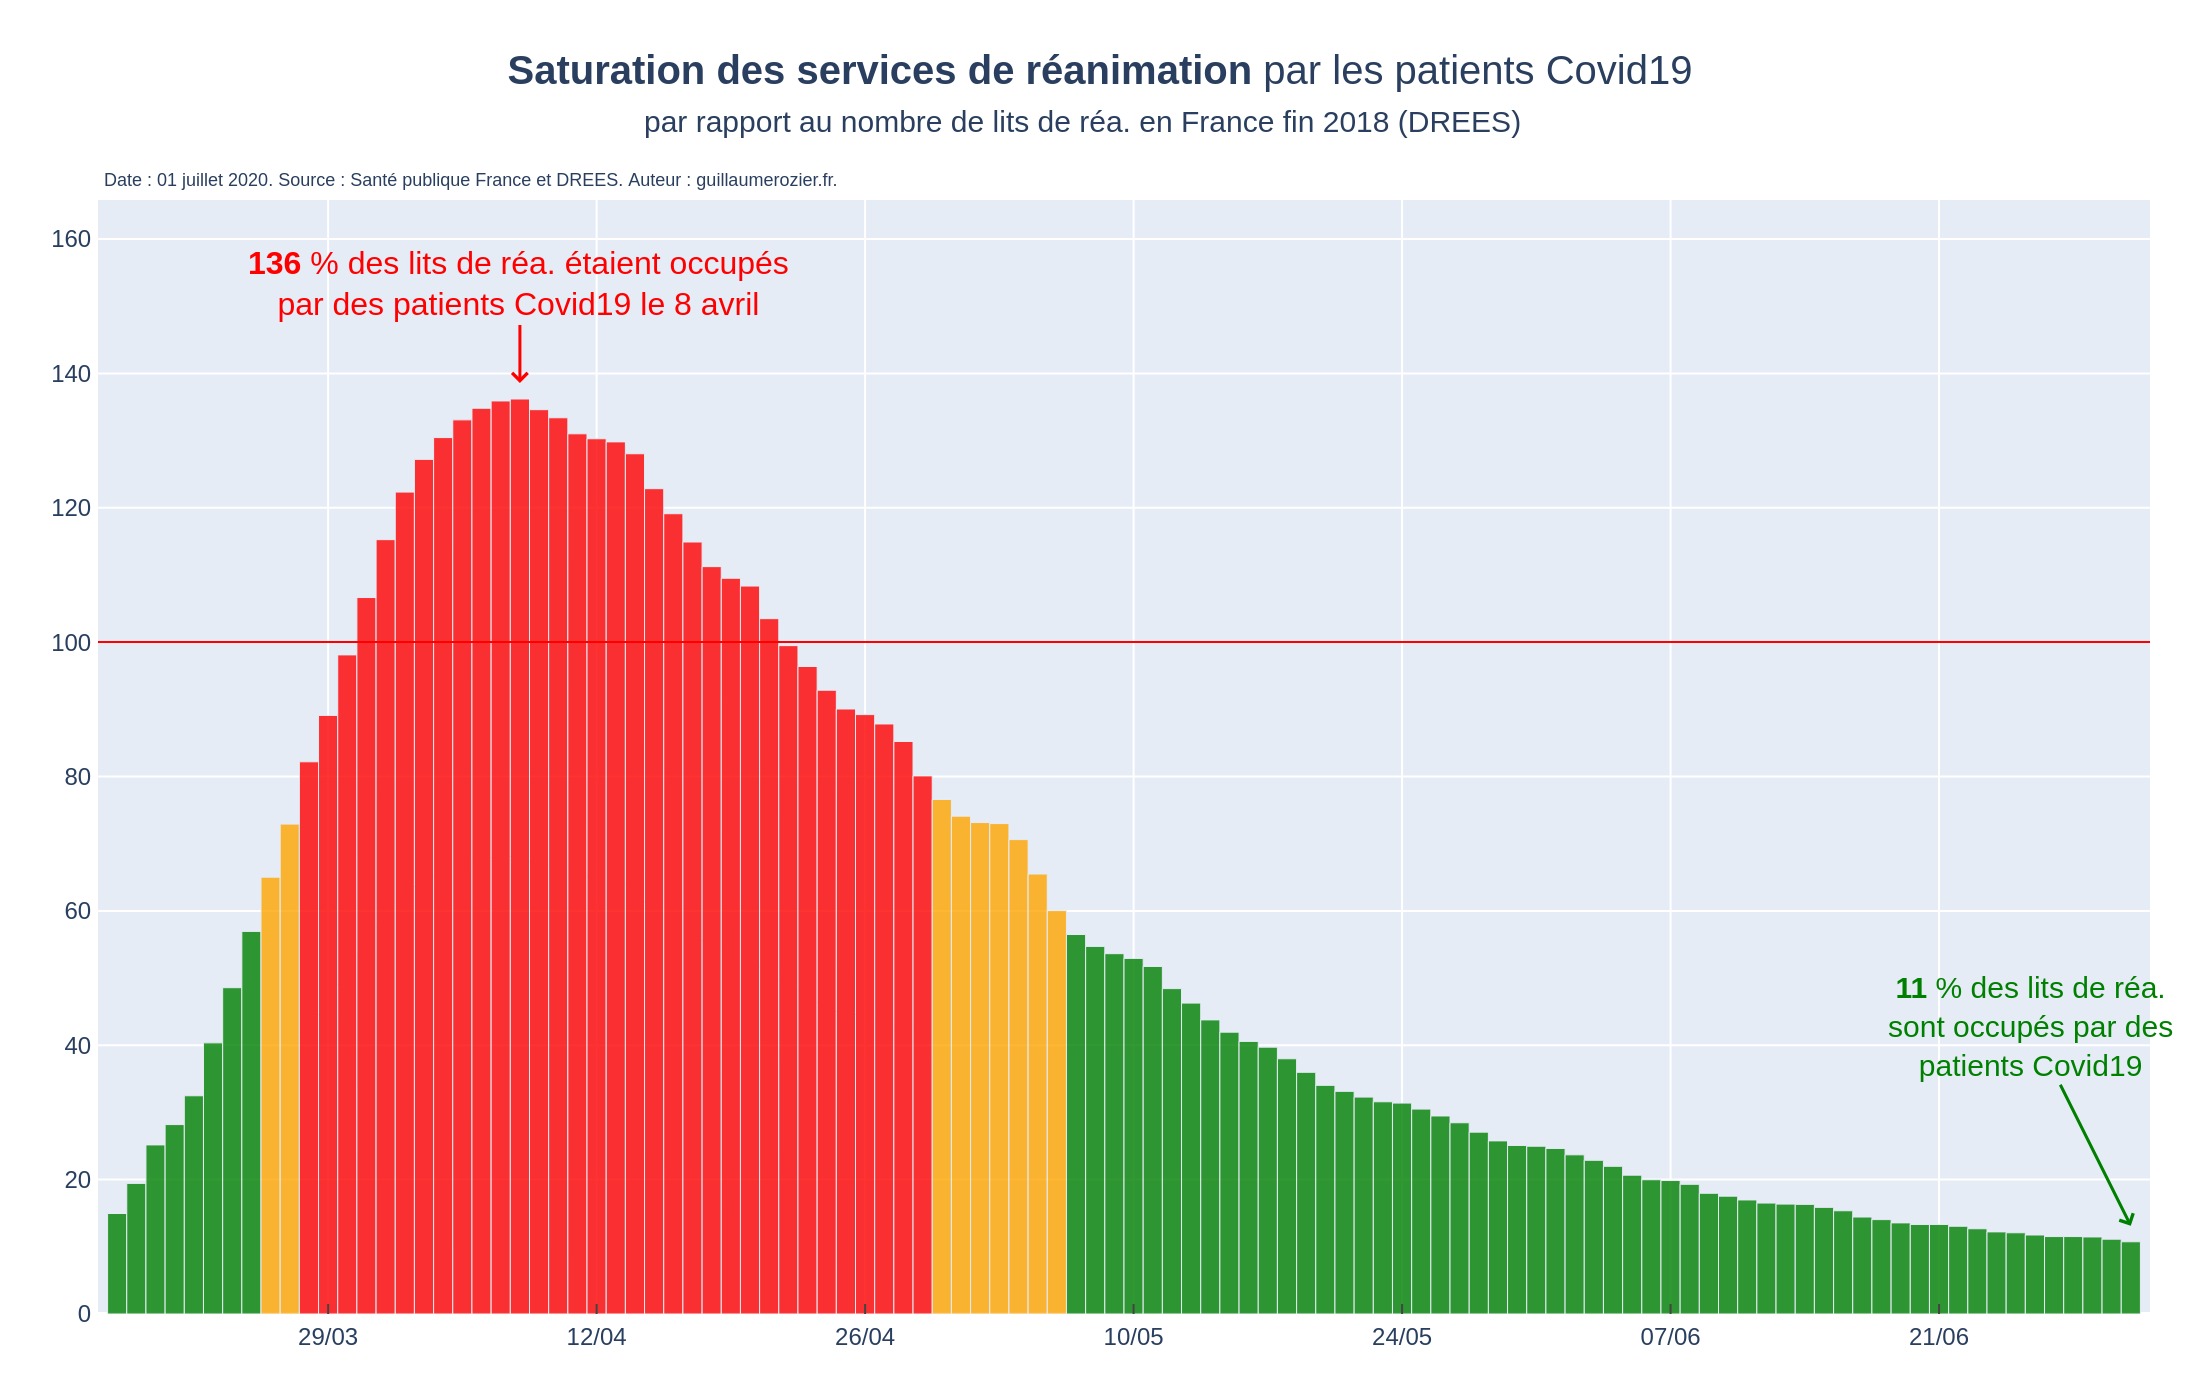 Saturation des services de réanimation par les patients Covid19
par rapport au nombre de lits de réa. en France fin 2018 (DREES)
Date : 01 juillet 2020. Source : Santé publique France et DREES. Auteur : guillaumerozier.fr.
160
136 % des lits de réa. étaient occupés
par des patients Covid19 le 8 avril
140
120
100
80
60
11 % des lits de réa.
sont occupés par des
patients Covid19
40
20
0
29/03 12/04 26/04 10/05 24/05 07/06 21/06